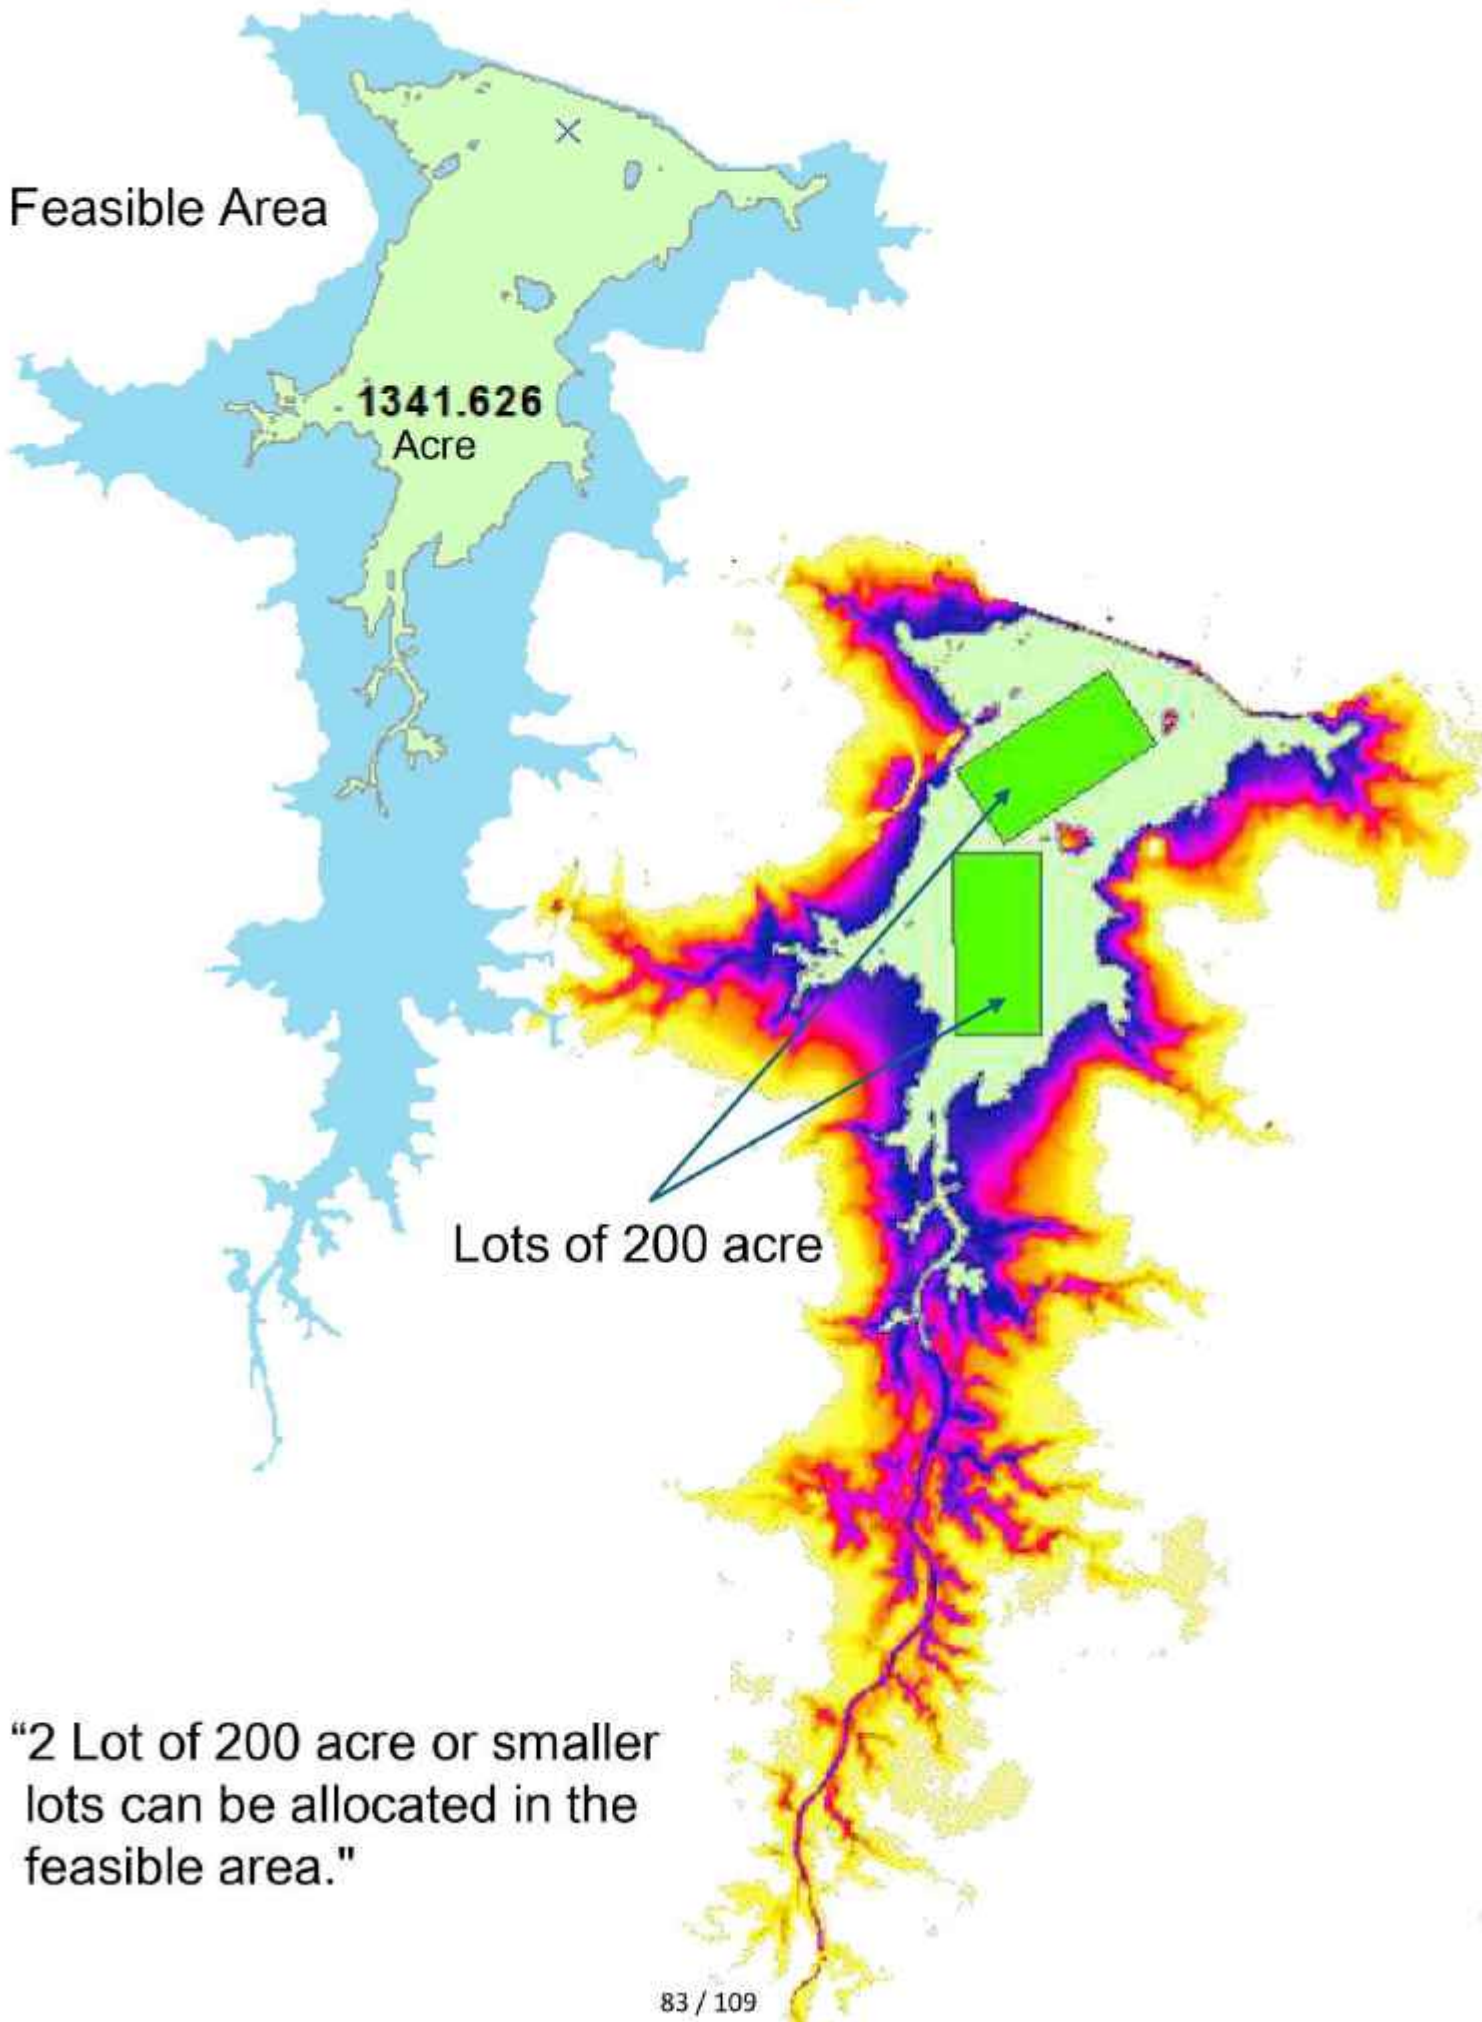 Feasible Area
1341.626
Acre
Lots of 200 acre
“2 Lot of 200 acre or smaller
lots can be allocated in the
feasible area."
83 / 109